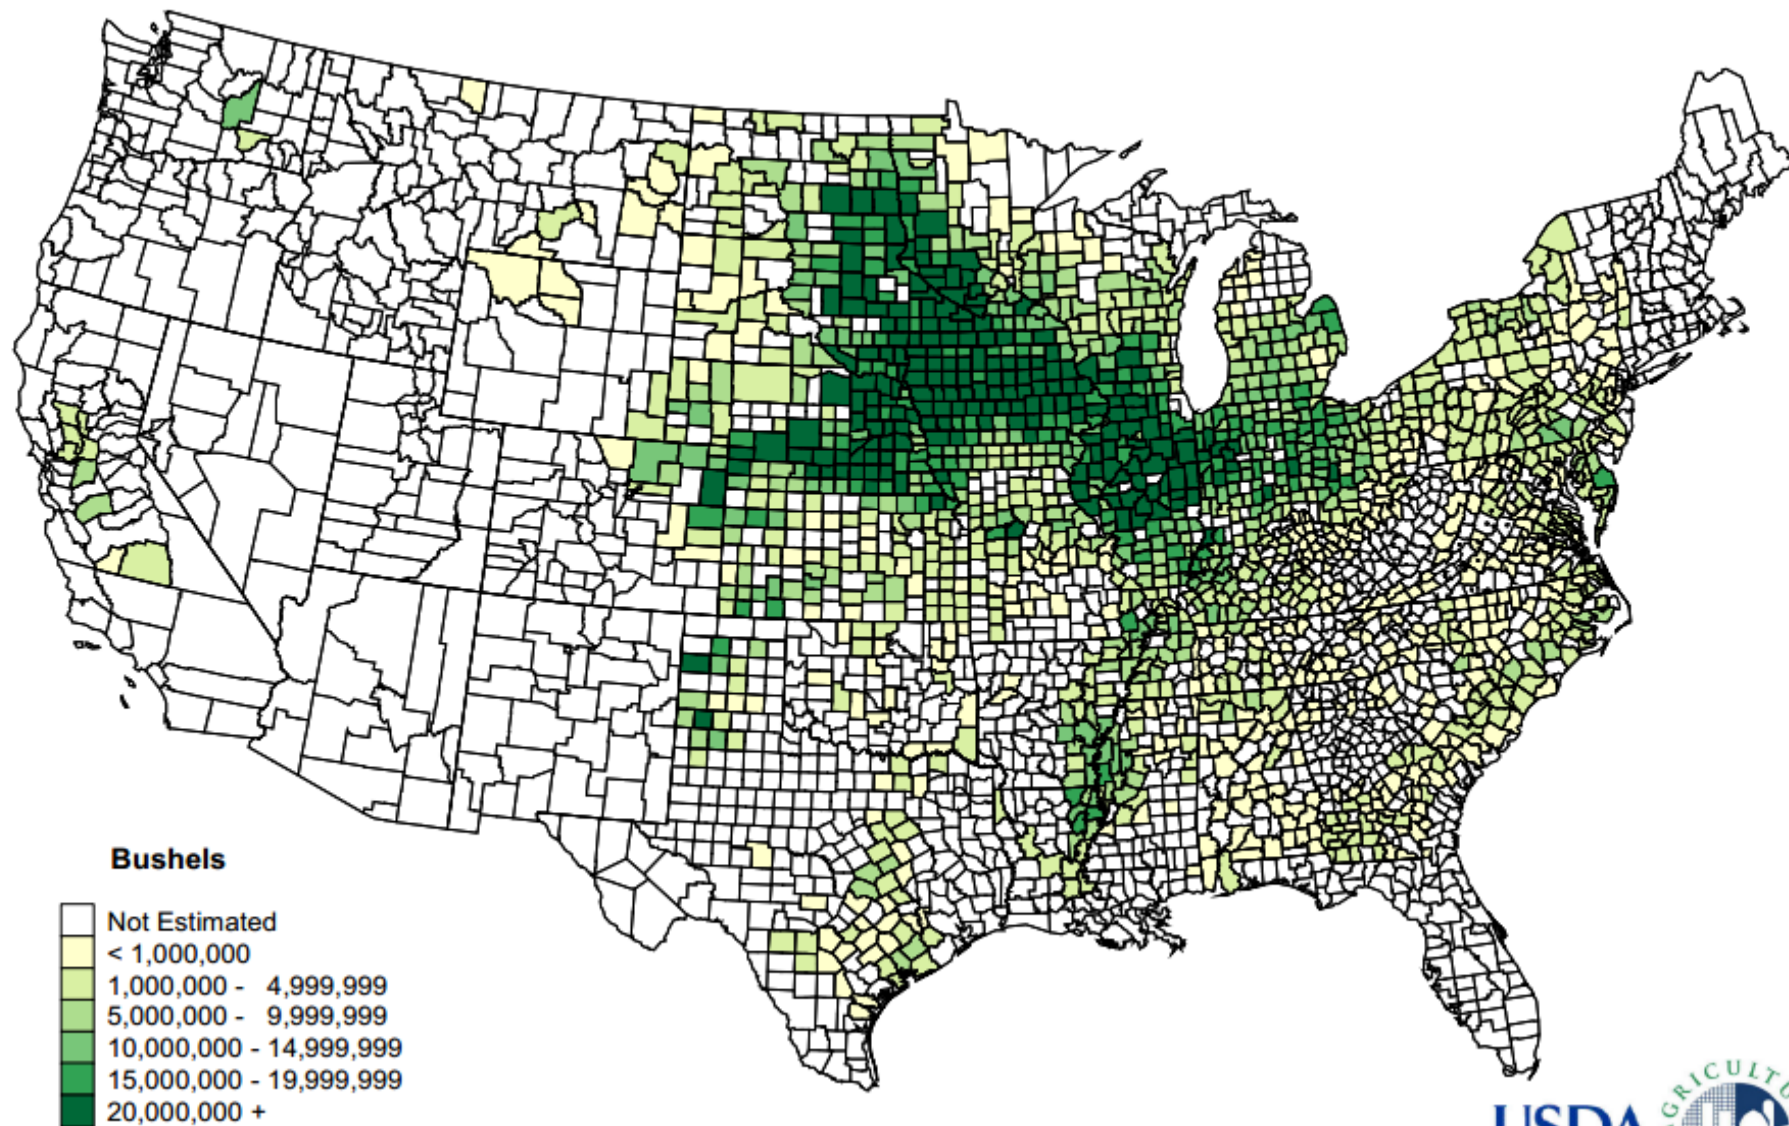 Bushels
Not Estimated
< 1,000,000
1,000,000 - 4,999,999
5,000,000 - 9,999,999
10,000,000 - 14,999,999
15,000,000 - 19,999,999
20,000,000 +
USDA